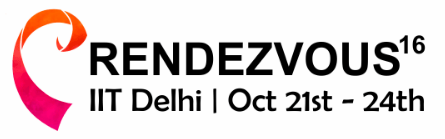 RENDEZVOUS16
IIT Delhi | Oct 21st - 24th